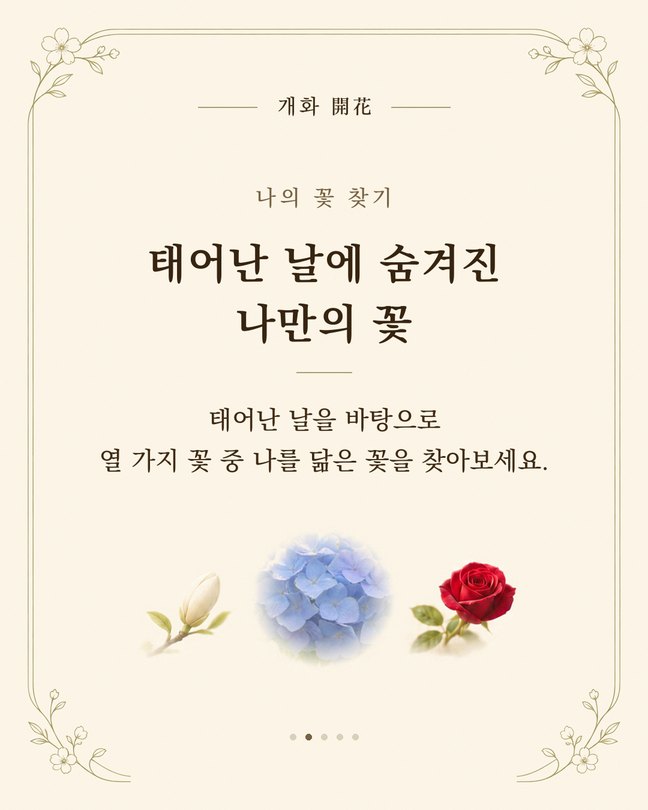 개화 開花
나의 꽃 찾기
태어난 날에 숨겨진
나만의 꽃
태어난 날을 바탕으로
열 가지 꽃 중 나를 닮은 꽃을 찾아보세요.